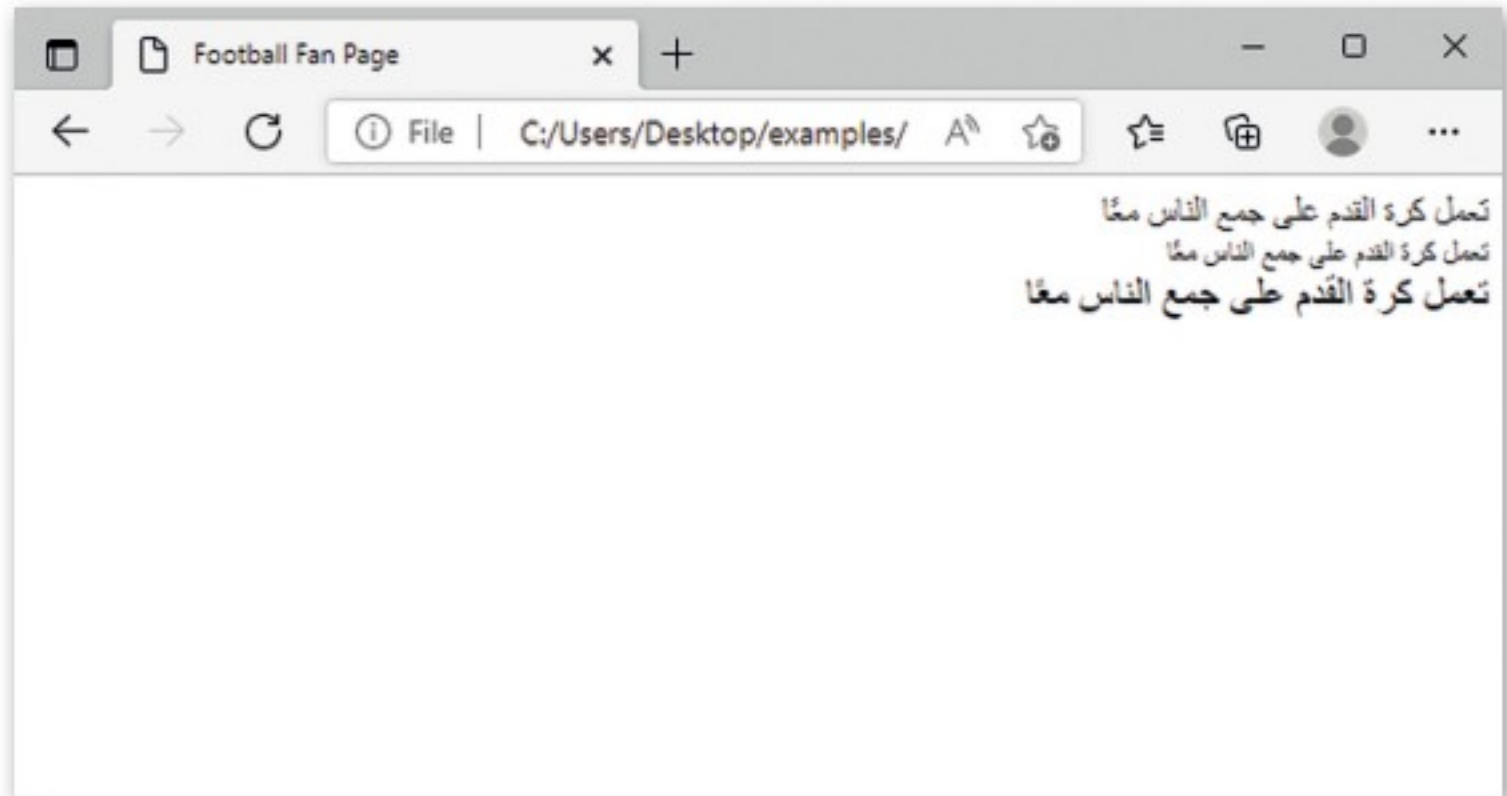 Football Fan Page
File | C:/Users/Desktop/examples/
تعمل كرة القدم على جمع الناس معًا
تعمل كرة القدم على جمع الناس معًا
تعمل كرة القدم على جمع الناس معًا